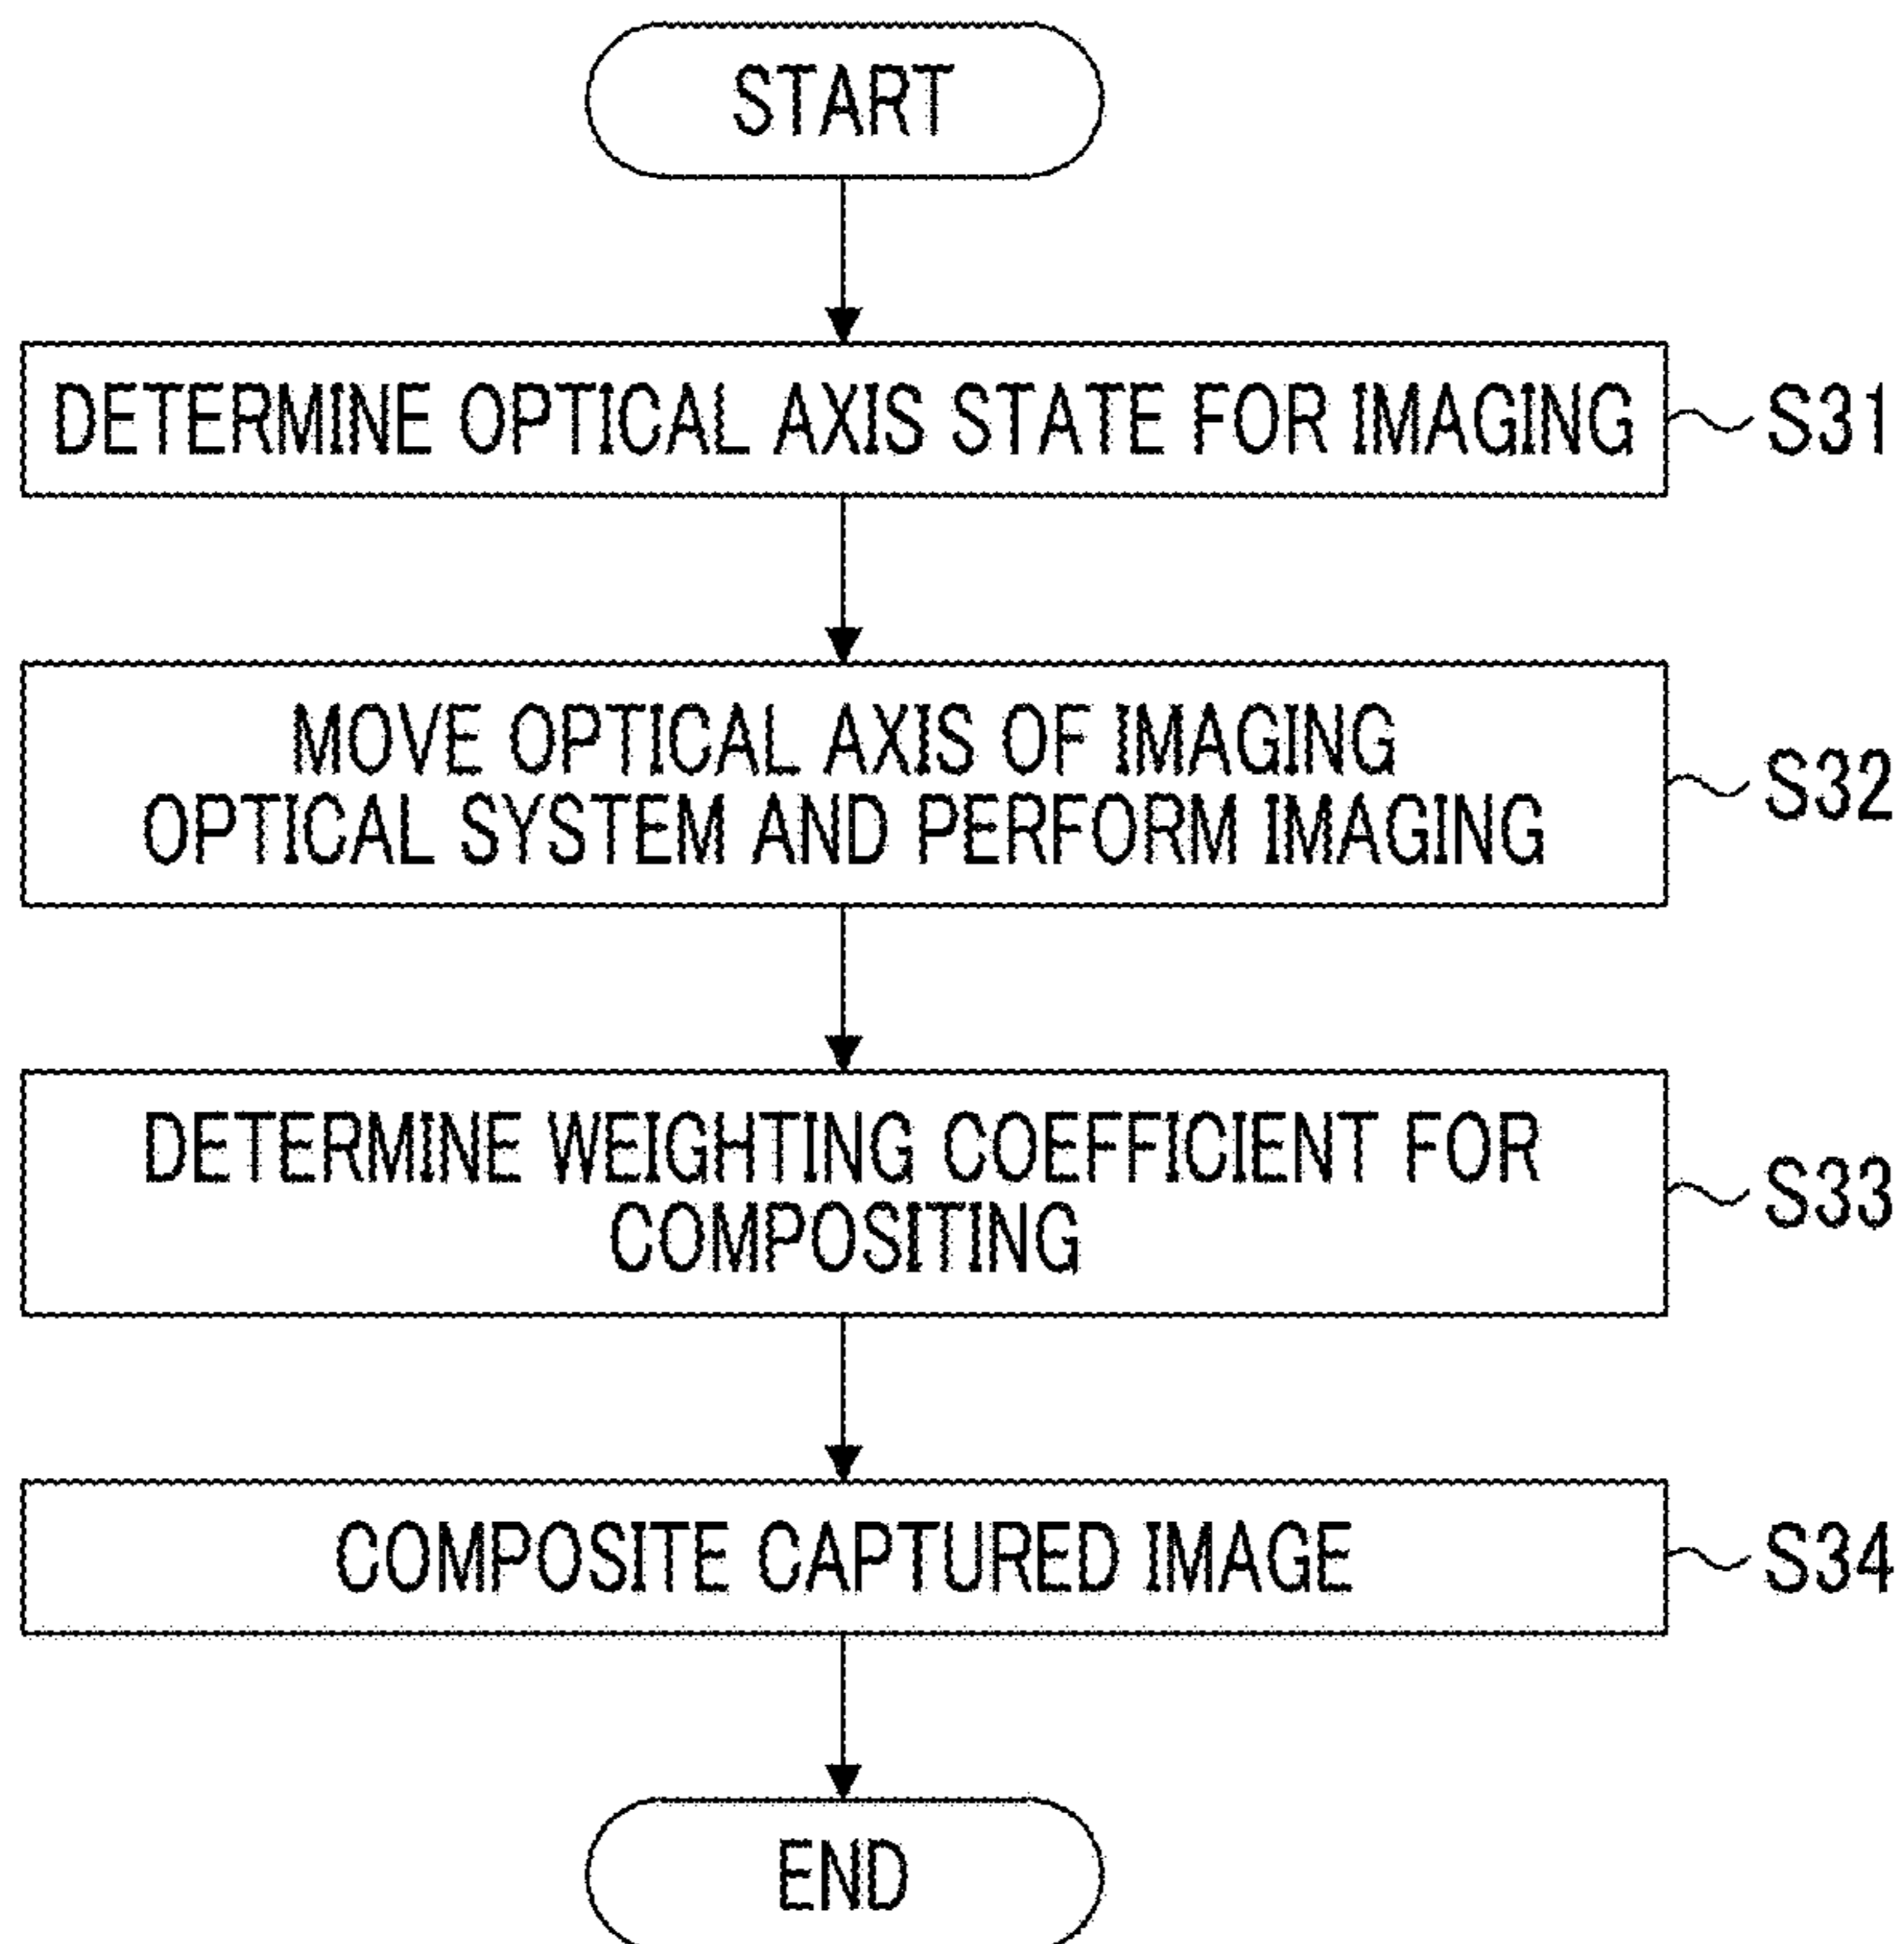 START
DETERMINE OPTICAL AXIS STATE FOR IMAGING
S31
MOVE OPTICAL AXIS OF IMAGING
OPTICAL SYSTEM AND PERFORM IMAGING
S32
DETERMINE WEIGHTING COEFFICIENT FOR
COMPOSITING
S33
COMPOSITE CAPTURED IMAGE
S34
END